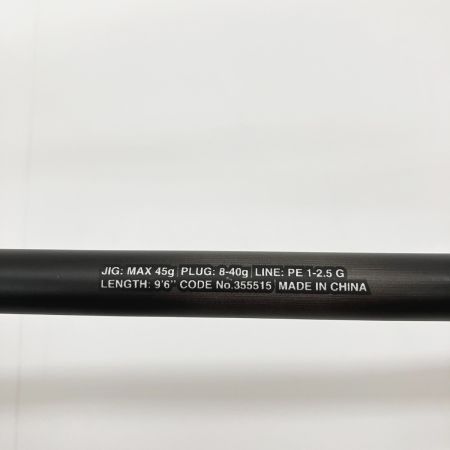 JIG: MAX 45g PLUG: 8-40g LINE: PE 1-2.5 G
LENGTH: 9'6'' CODE No.355515 MADE IN CHINA